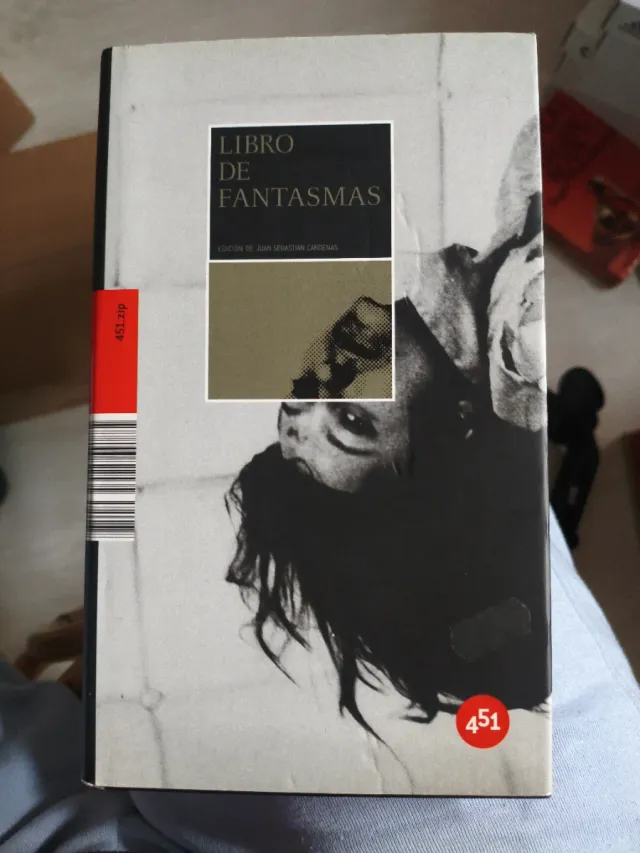 LIBRO
DE
FANTASMAS
EDICIÓN DE JUAN SEBASTIÁN CÁRDENAS
451.zip
451